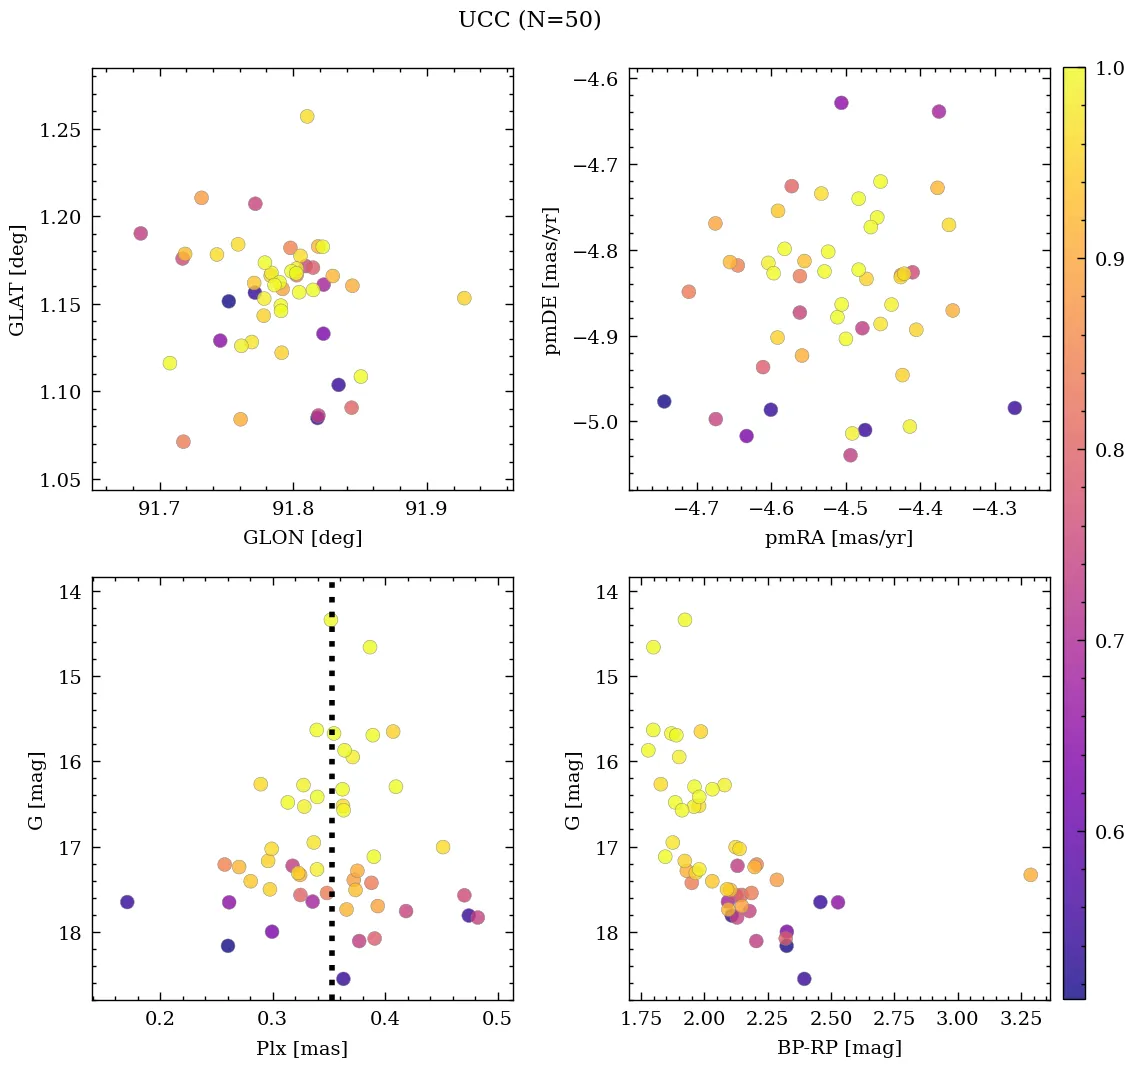 UCC (N=50)
1.25
1.20
1.15
1.10
1.05
GLAT [deg]
91.7 91.8 91.9
GLON [deg]
−4.6
−4.7
−4.8
−4.9
−5.0
pmDE [mas/yr]
−4.7 −4.6 −4.5 −4.4 −4.3
pmRA [mas/yr]
1.0
0.9
0.8
0.7
0.6
14
15
16
17
18
G [mag]
0.2 0.3 0.4 0.5
Plx [mas]
14
15
16
17
18
G [mag]
1.75 2.00 2.25 2.50 2.75 3.00 3.25
BP-RP [mag]